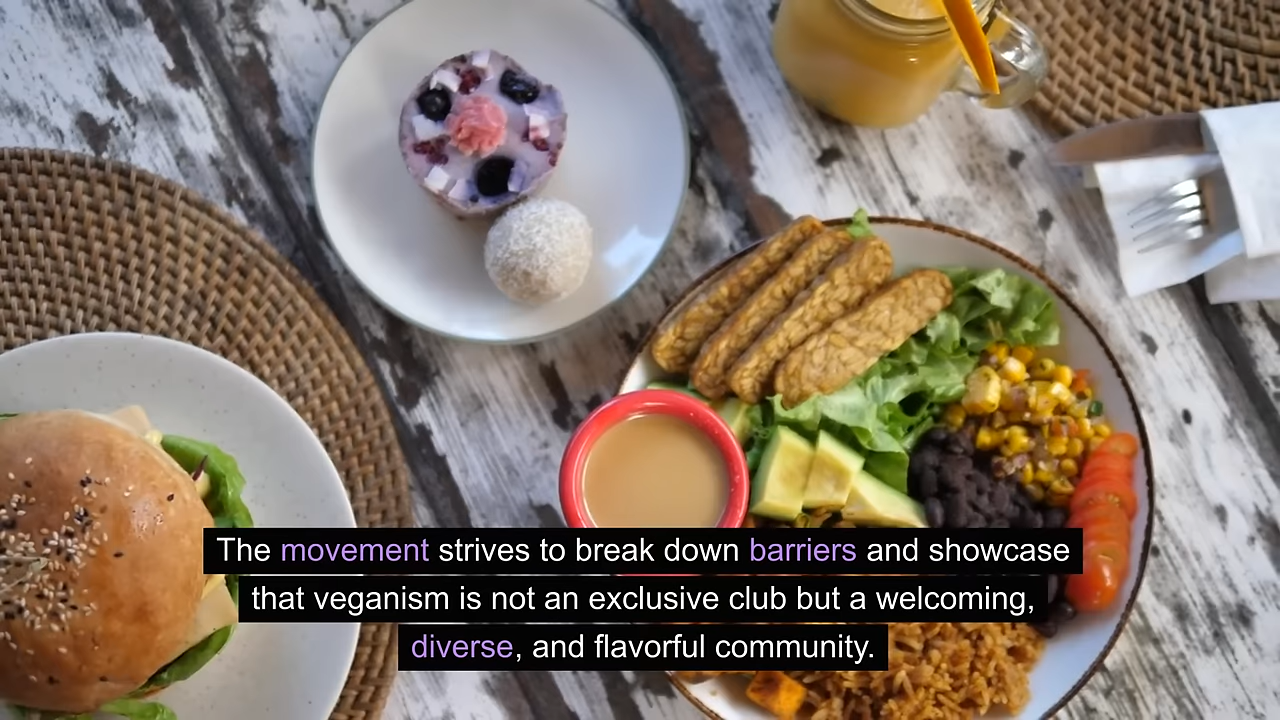 The movement strives to break down barriers and showcase
that veganism is not an exclusive club but a welcoming,
diverse, and flavorful community.